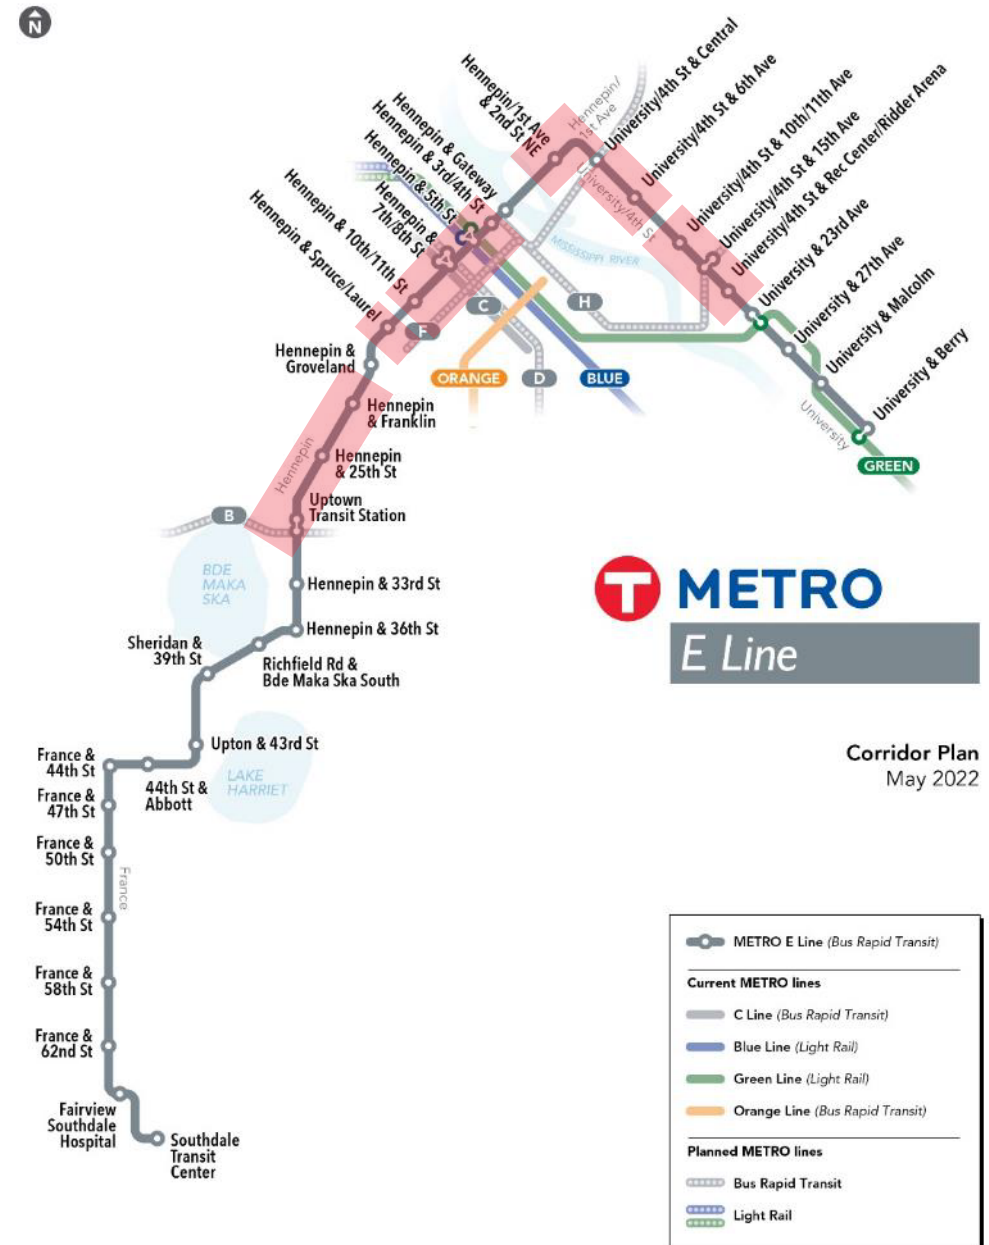 N
Hennepin/1st Ave
& 2nd St NE
Hennepin & Gateway
Hennepin & 3rd/4th St
Hennepin & 5th St
Hennepin &
7th/8th St
Hennepin & 10th/11th St
Hennepin & Spruce/Laurel
Hennepin &
Groveland
Hennepin
& Franklin
Hennepin
& 25th St
Hennepin
Uptown
Transit Station
Hennepin/
1st Ave
University/4th St
University/4th St & Central
University/4th St & 6th Ave
University/4th St & 10th/11th Ave
University/4th St & 15th Ave
University/4th St & Rec Center/Ridder Arena
University & 23rd Ave
University & 27th Ave
University & Malcolm
University & Berry
University
MISSISSIPPI RIVER
C
H
F
D
B
ORANGE
BLUE
GREEN
BDE
MAKA
SKA
Hennepin & 33rd St
Hennepin & 36th St
Sheridan &
39th St
Richfield Rd &
Bde Maka Ska South
Upton & 43rd St
LAKE
HARRIET
44th St &
Abbott
France &
44th St
France &
47th St
France &
50th St
France
France &
54th St
France &
58th St
France &
62nd St
Fairview
Southdale
Hospital
Southdale
Transit
Center
T METRO
E Line
Corridor Plan
May 2022
METRO E Line (Bus Rapid Transit)
Current METRO lines
C Line (Bus Rapid Transit)
Blue Line (Light Rail)
Green Line (Light Rail)
Orange Line (Bus Rapid Transit)
Planned METRO lines
Bus Rapid Transit
Light Rail